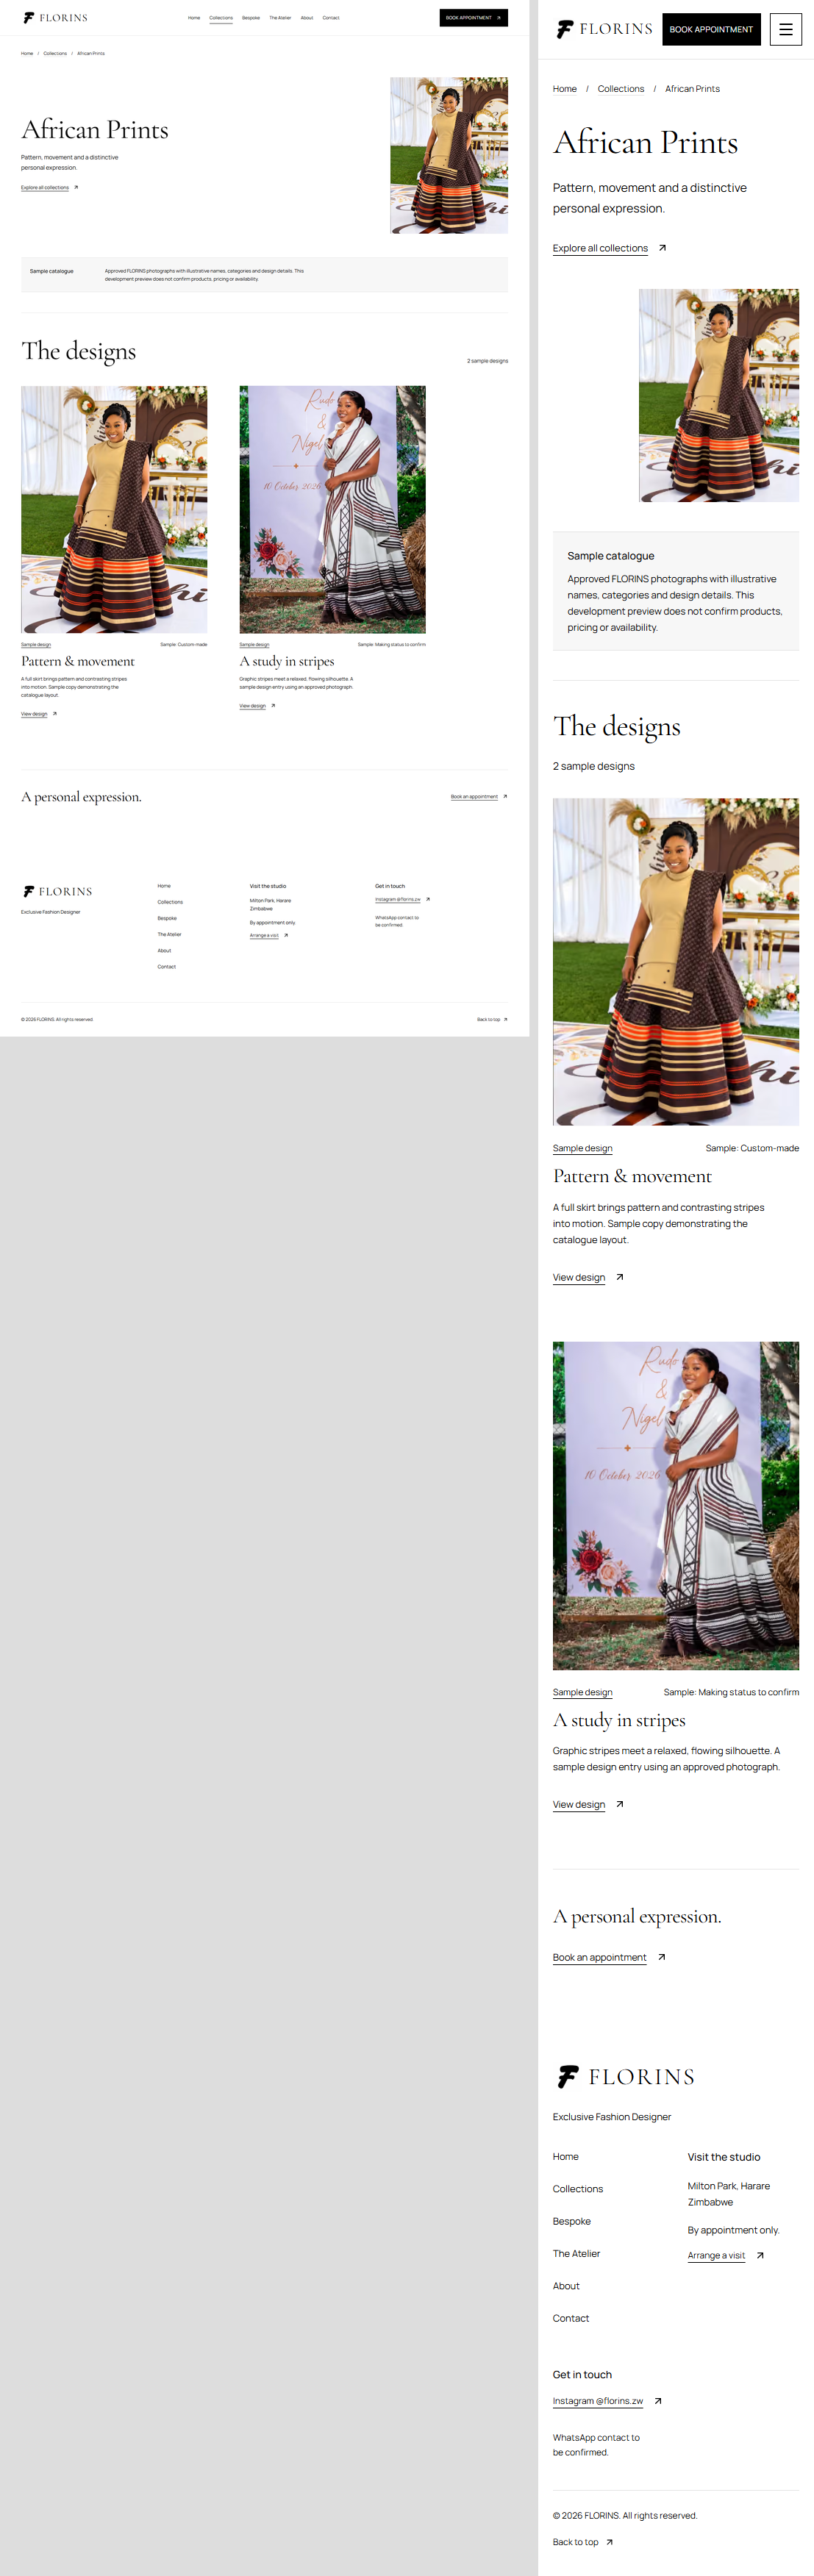 FLORINS
Home
Collections
Bespoke
The Atelier
About
Contact
BOOK APPOINTMENT
Home / Collections / African Prints
African Prints
Pattern, movement and a distinctive
personal expression.
Explore all collections
Sample catalogue
Approved FLORINS photographs with illustrative names, categories and design details. This
development preview does not confirm products, pricing or availability.
The designs
2 sample designs
Rudo
&
Nigel
10 October 2026
Sample design
Sample: Custom-made
Pattern & movement
A full skirt brings pattern and contrasting stripes
into motion. Sample copy demonstrating the
catalogue layout.
View design
Sample design
Sample: Making status to confirm
A study in stripes
Graphic stripes meet a relaxed, flowing silhouette. A
sample design entry using an approved photograph.
View design
A personal expression.
Book an appointment
FLORINS
Exclusive Fashion Designer
Home
Collections
Bespoke
The Atelier
About
Contact
Visit the studio
Milton Park, Harare
Zimbabwe
By appointment only.
Arrange a visit
Get in touch
Instagram @florins.zw
WhatsApp contact to
be confirmed.
© 2026 FLORINS. All rights reserved.
Back to top
FLORINS
BOOK APPOINTMENT
Home / Collections / African Prints
African Prints
Pattern, movement and a distinctive
personal expression.
Explore all collections
Sample catalogue
Approved FLORINS photographs with illustrative
names, categories and design details. This
development preview does not confirm products,
pricing or availability.
The designs
2 sample designs
Sample design
Sample: Custom-made
Pattern & movement
A full skirt brings pattern and contrasting stripes
into motion. Sample copy demonstrating the
catalogue layout.
View design
Rudo
&
Nigel
10 October 2026
Sample design
Sample: Making status to confirm
A study in stripes
Graphic stripes meet a relaxed, flowing silhouette. A
sample design entry using an approved photograph.
View design
A personal expression.
Book an appointment
FLORINS
Exclusive Fashion Designer
Home
Collections
Bespoke
The Atelier
About
Contact
Visit the studio
Milton Park, Harare
Zimbabwe
By appointment only.
Arrange a visit
Get in touch
Instagram @florins.zw
WhatsApp contact to
be confirmed.
© 2026 FLORINS. All rights reserved.
Back to top